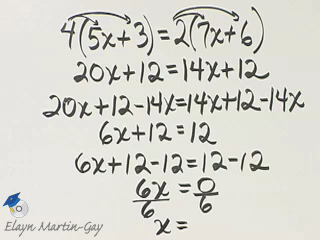 4(5x+3)=2(7x+6)
20x+12=14x+12
20x+12-14x=14x+12-14x
6x+12=12
6x+12-12=12-12
6x/6 = 0/6
x=
Elayn Martin-Gay